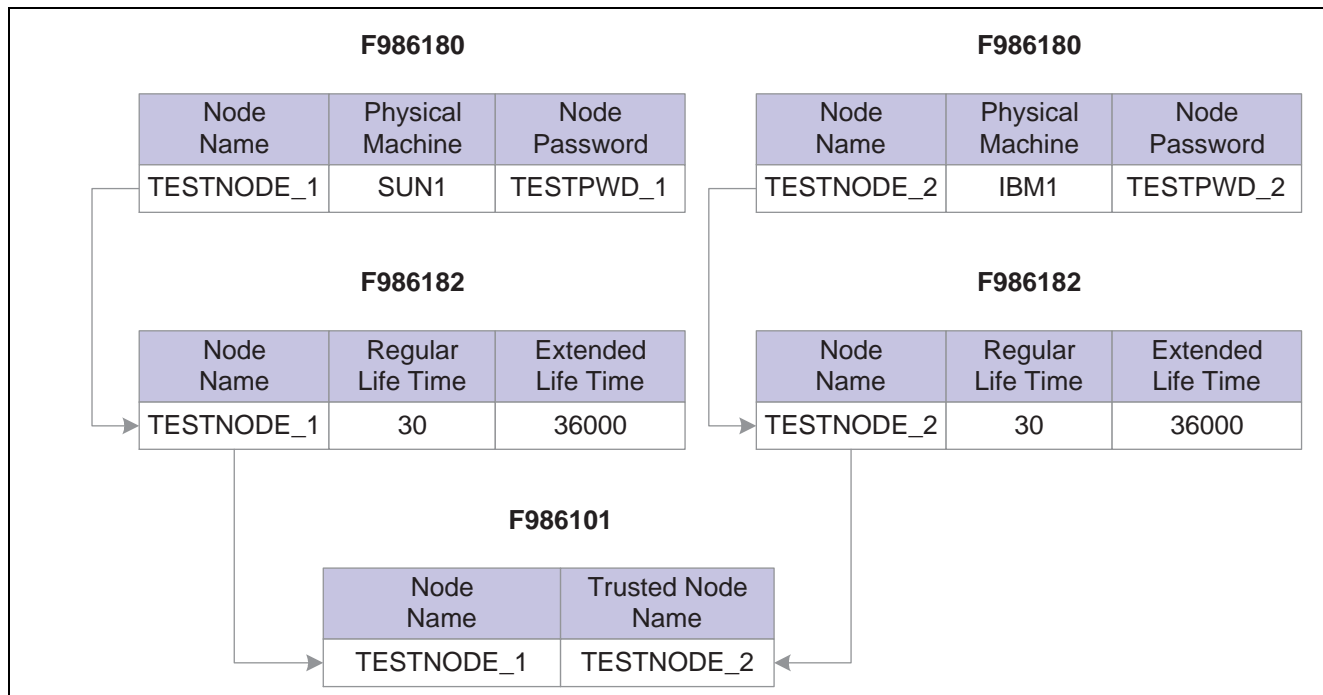 F986180
Node Name Physical Machine Node Password
TESTNODE_1 SUN1 TESTPWD_1
F986180
Node Name Physical Machine Node Password
TESTNODE_2 IBM1 TESTPWD_2
F986182
Node Name Regular Life Time Extended Life Time
TESTNODE_1 30 36000
F986182
Node Name Regular Life Time Extended Life Time
TESTNODE_2 30 36000
F986101
Node Name Trusted Node Name
TESTNODE_1 TESTNODE_2